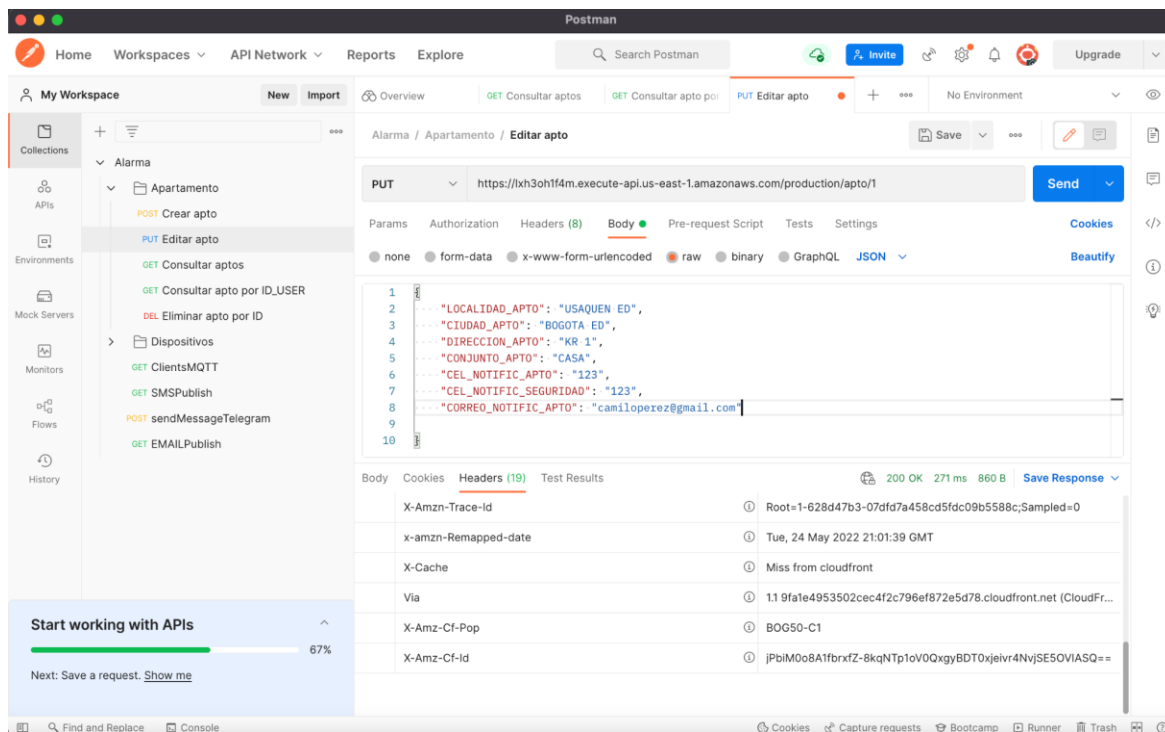 Postman
Home Workspaces API Network Reports Explore Search Postman Invite Upgrade
My Workspace New Import Overview GET Consultar aptos GET Consultar apto por PUT Editar apto No Environment
Collections
APIs
Environments
Mock Servers
Monitors
Flows
History
Alarma
Apartamento
POST Crear apto
PUT Editar apto
GET Consultar aptos
GET Consultar apto por ID_USER
DEL Eliminar apto por ID
Dispositivos
GET ClientsMQTT
GET SMSPublish
POST sendMessageTelegram
GET EMAILPublish
Alarma / Apartamento / Editar apto Save
PUT https://lxh3oh1f4m.execute-api.us-east-1.amazonaws.com/production/apto/1 Send
Params Authorization Headers (8) Body Pre-request Script Tests Settings Cookies
none form-data x-www-form-urlencoded raw binary GraphQL JSON Beautify
1 {
2 "LOCALIDAD_APTO": "USAQUEN ED",
3 "CIUDAD_APTO": "BOGOTA ED",
4 "DIRECCION_APTO": "KR 1",
5 "CONJUNTO_APTO": "CASA",
6 "CEL_NOTIFIC_APTO": "123",
7 "CEL_NOTIFIC_SEGURIDAD": "123",
8 "CORREO_NOTIFIC_APTO": "camiloperez@gmail.com"
9
10 }
Body Cookies Headers (19) Test Results 200 OK 271 ms 860 B Save Response
X-Amzn-Trace-Id Root=1-628d47b3-07dfd7a458cd5fdc09b5588c;Sampled=0
x-amzn-Remapped-date Tue, 24 May 2022 21:01:39 GMT
X-Cache Miss from cloudfront
Via 1.1 9fa1e4953502cec4f2c796ef872e5d78.cloudfront.net (CloudFr...
X-Amz-Cf-Pop BOG50-C1
X-Amz-Cf-Id jPbiM0o8A1fbrxfZ-8kqNTp1oV0QxgyBDT0xjeivr4NvjSE5OVIASQ==
Start working with APIs
67%
Next: Save a request. Show me
Find and Replace Console Cookies Capture requests Bootcamp Runner Trash